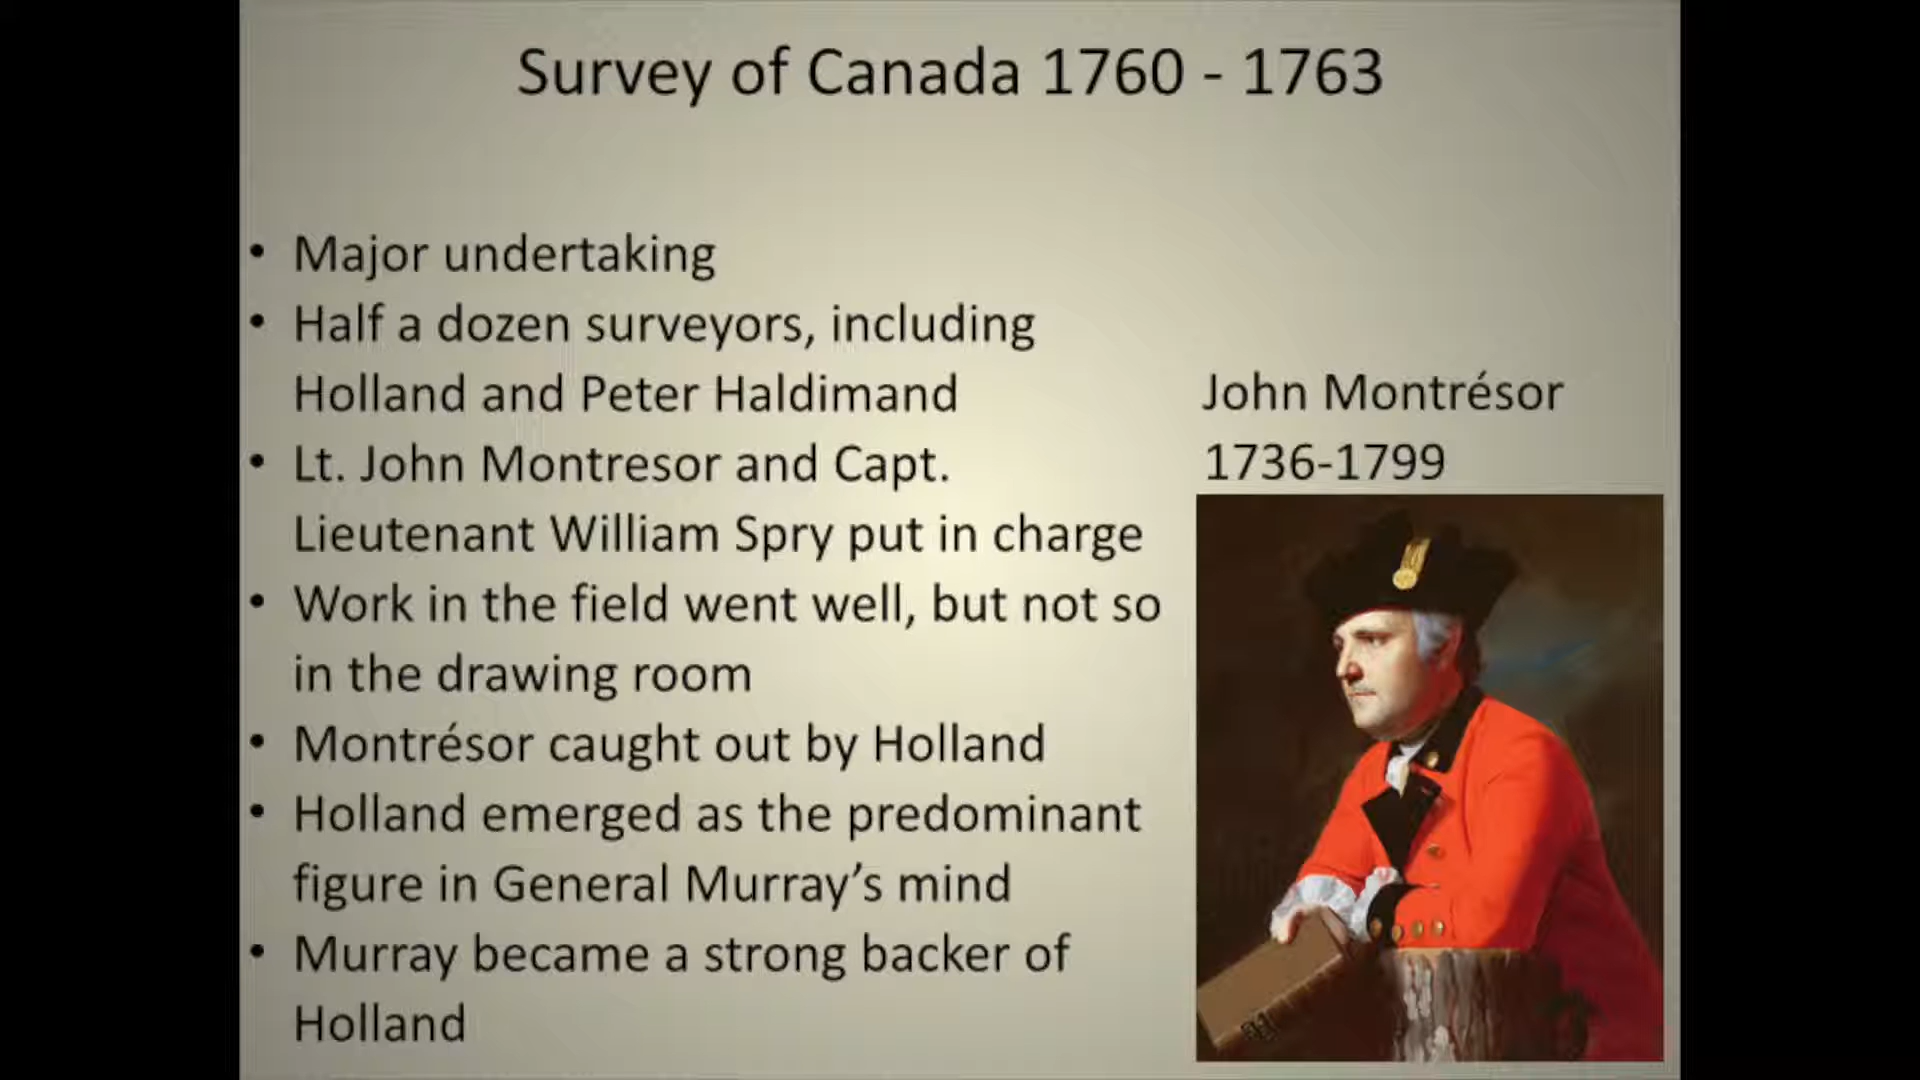 Survey of Canada 1760 - 1763
• Major undertaking
• Half a dozen surveyors, including
Holland and Peter Haldimand
• Lt. John Montresor and Capt.
Lieutenant William Spry put in charge
• Work in the field went well, but not so
in the drawing room
• Montrésor caught out by Holland
• Holland emerged as the predominant
figure in General Murray’s mind
• Murray became a strong backer of
Holland
John Montrésor
1736-1799